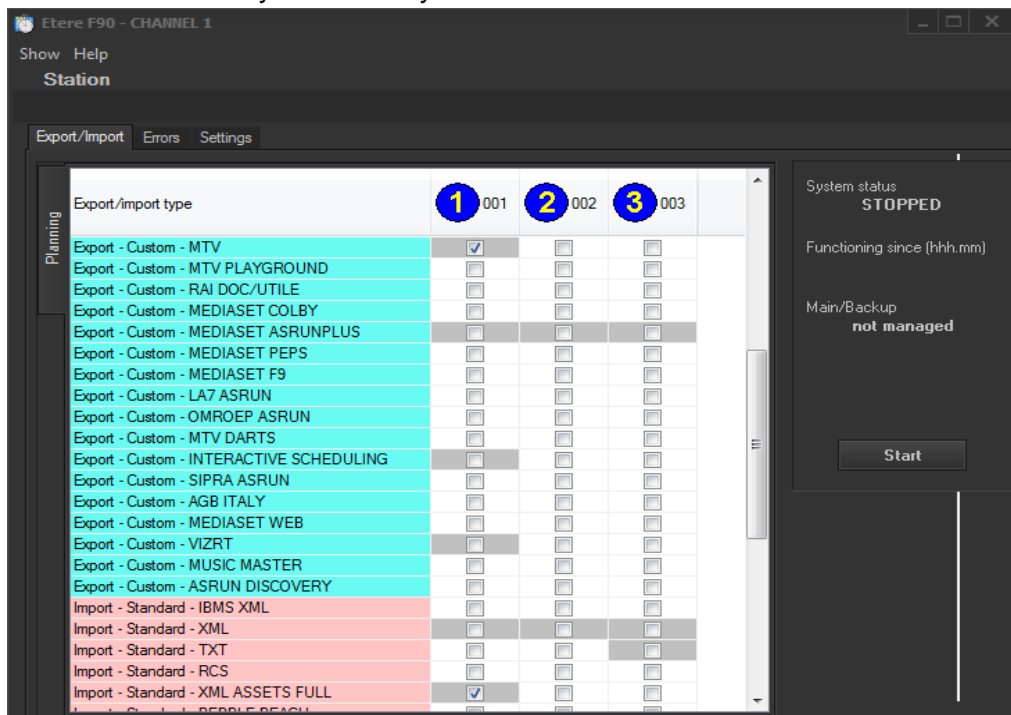 Etere F90 - CHANNEL 1
Show Help
Station
Export/Import Errors Settings
Planning
Export/import type 1 001 2 002 3 003
Export - Custom - MTV
Export - Custom - MTV PLAYGROUND
Export - Custom - RAI DOC/UTILE
Export - Custom - MEDIASET COLBY
Export - Custom - MEDIASET ASRUNPLUS
Export - Custom - MEDIASET PEPS
Export - Custom - MEDIASET F9
Export - Custom - LA7 ASRUN
Export - Custom - OMROEP ASRUN
Export - Custom - MTV DARTS
Export - Custom - INTERACTIVE SCHEDULING
Export - Custom - SIPRA ASRUN
Export - Custom - AGB ITALY
Export - Custom - MEDIASET WEB
Export - Custom - VIZRT
Export - Custom - MUSIC MASTER
Export - Custom - ASRUN DISCOVERY
Import - Standard - IBMS XML
Import - Standard - XML
Import - Standard - TXT
Import - Standard - RCS
Import - Standard - XML ASSETS FULL
System status
STOPPED
Functioning since (hhh.mm)
Main/Backup
not managed
Start